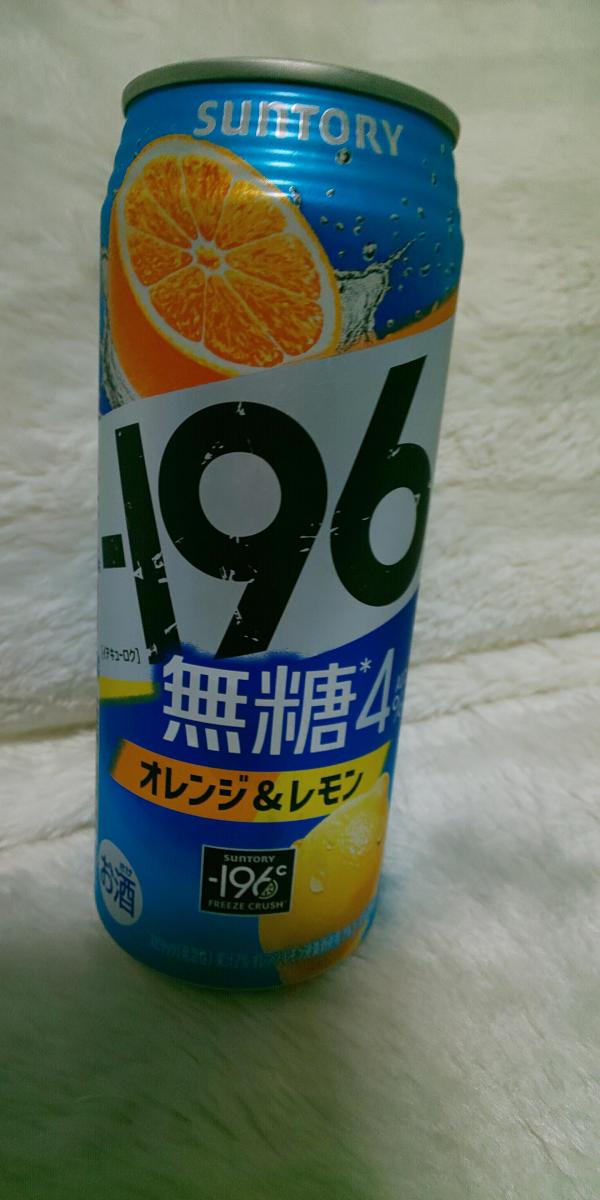 SUNTORY
-196
[イチキューロク]
無糖*4
オレンジ&レモン
お酒
SUNTORY
-196℃
FREEZE CRUSH